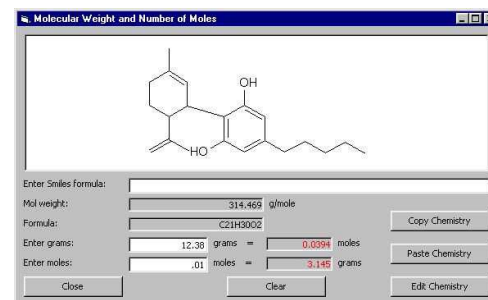 Molecular Weight and Number of Moles
OH
HO
Enter Smiles formula:
Mol weight: 314.469 g/mole
Formula: C21H30O2 Copy Chemistry
Enter grams: 12.38 grams = 0.0394 moles
Paste Chemistry
Enter moles: .01 moles = 3.145 grams
Close Clear Edit Chemistry